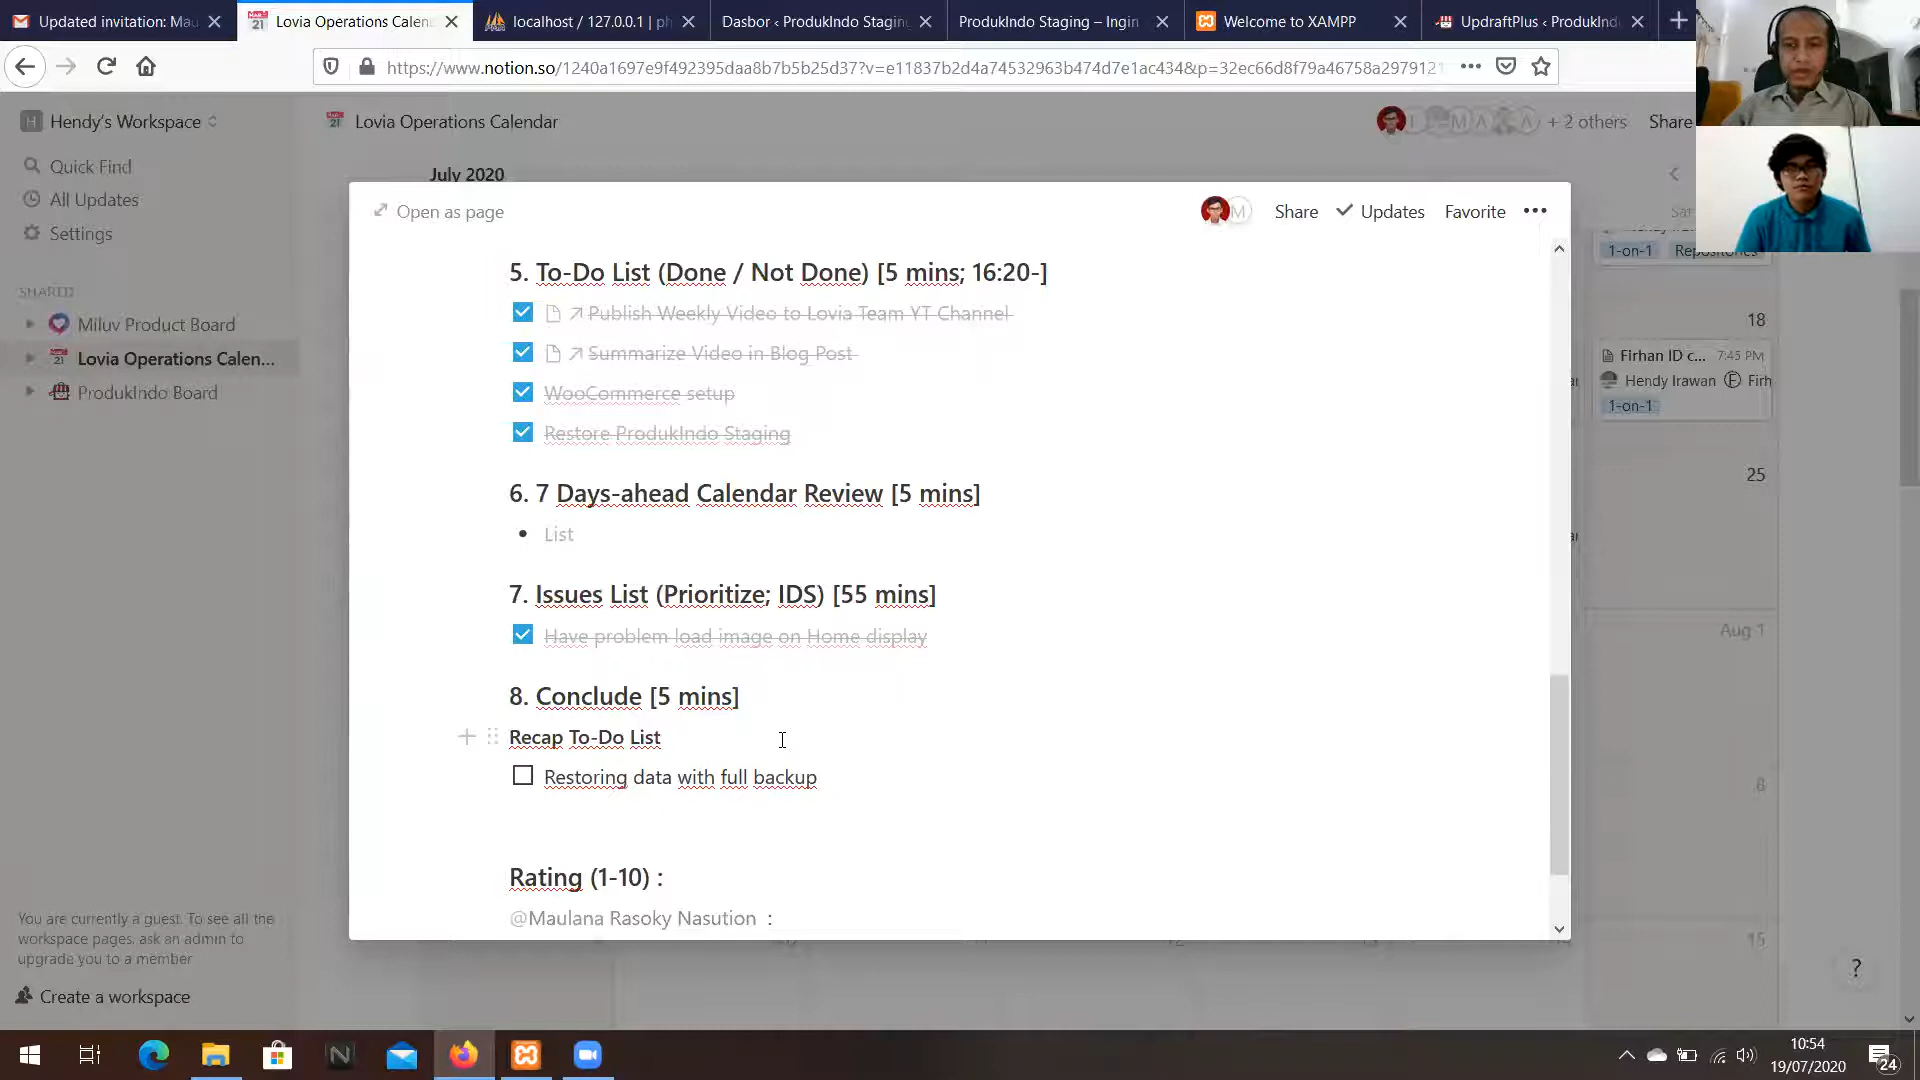 Updated invitation: Mau
Lovia Operations Calen
localhost / 127.0.0.1 | ph
Dasbor ‹ ProdukIndo Staging
ProdukIndo Staging – Ingin
Welcome to XAMPP
UpdraftPlus ‹ ProdukInd
https://www.notion.so/1240a1697e9f492395daa8b7b5b25d37?v=e11837b2d4a74532963b474d7e1ac434&p=32ec66d8f79a46758a2979121
H Hendy's Workspace
Lovia Operations Calendar
+ 2 others
Share
Quick Find
All Updates
Settings
SHARED
Miluv Product Board
Lovia Operations Calen...
ProdukIndo Board
July 2020
Sat
Open as page
M
Share
Updates
Favorite
5. To-Do List (Done / Not Done) [5 mins; 16:20-]
Publish Weekly Video to Lovia Team YT Channel
Summarize Video in Blog Post
WooCommerce setup
Restore ProdukIndo Staging
6. 7 Days-ahead Calendar Review [5 mins]
List
7. Issues List (Prioritize; IDS) [55 mins]
Have problem load image on Home display
8. Conclude [5 mins]
Recap To-Do List
Restoring data with full backup
Rating (1-10) :
@Maulana Rasoky Nasution :
1-on-1
18
Firhan ID c... 7:45 PM
Hendy Irawan F Firh
1-on-1
25
Aug 1
8
15
You are currently a guest. To see all the
workspace pages, ask an admin to
upgrade you to a member
Create a workspace
?
10:54
19/07/2020
24